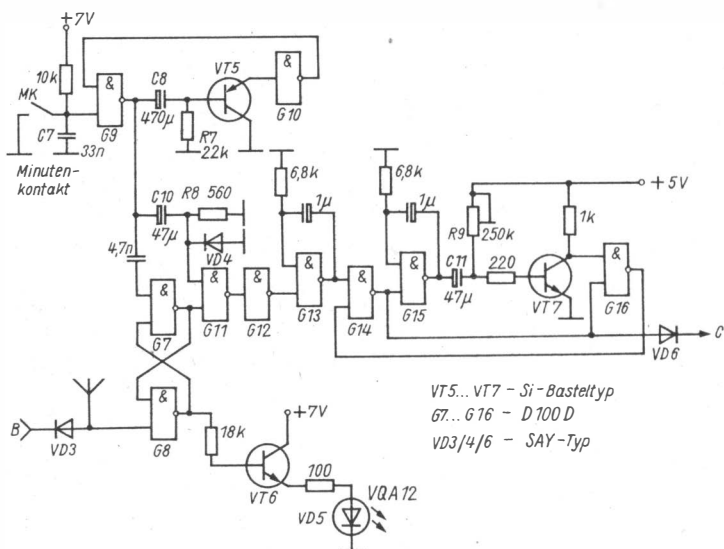 +7V
10k
MK
C7
33n
Minuten-
kontakt
&
G9
C8
470µ
VT5
R7
22k
&
G10
C10
47µ
R8 560
VD4
4,7n
&
G7
&
G11
&
G12
6,8k
1µ
&
G13
&
G14
6,8k
1µ
&
G15
C11
47µ
R9
250k
220
+5V
1k
VT7
&
G16
VD6
C
B
VD3
&
G8
18k
+7V
VT6
100
VD5
VQA12
VT5...VT7 – Si-Basteltyp
G7...G16 – D100D
VD3/4/6 – SAY-Typ